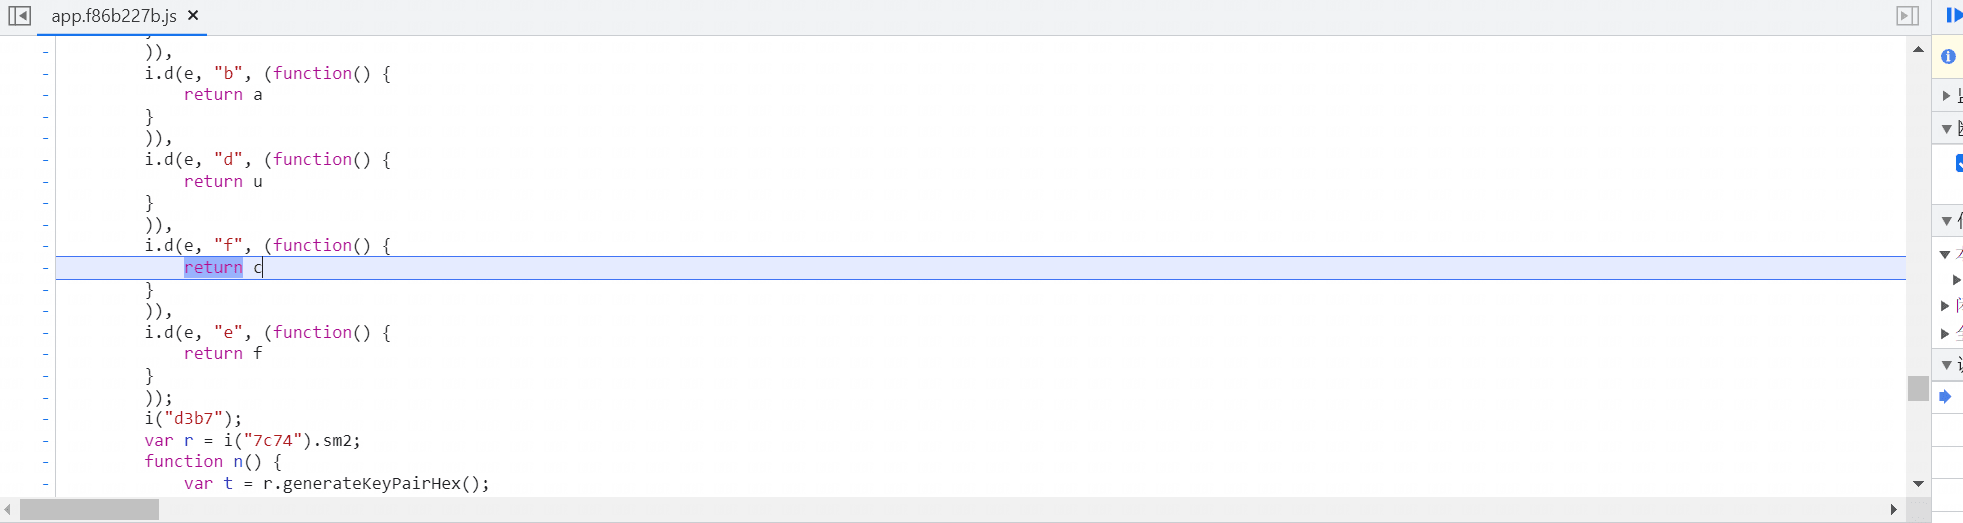 app.f86b227b.js ×
)),
i.d(e, "b", (function() {
return a
}
)),
i.d(e, "d", (function() {
return u
}
)),
i.d(e, "f", (function() {
return c
}
)),
i.d(e, "e", (function() {
return f
}
));
i("d3b7");
var r = i("7c74").sm2;
function n() {
var t = r.generateKeyPairHex();